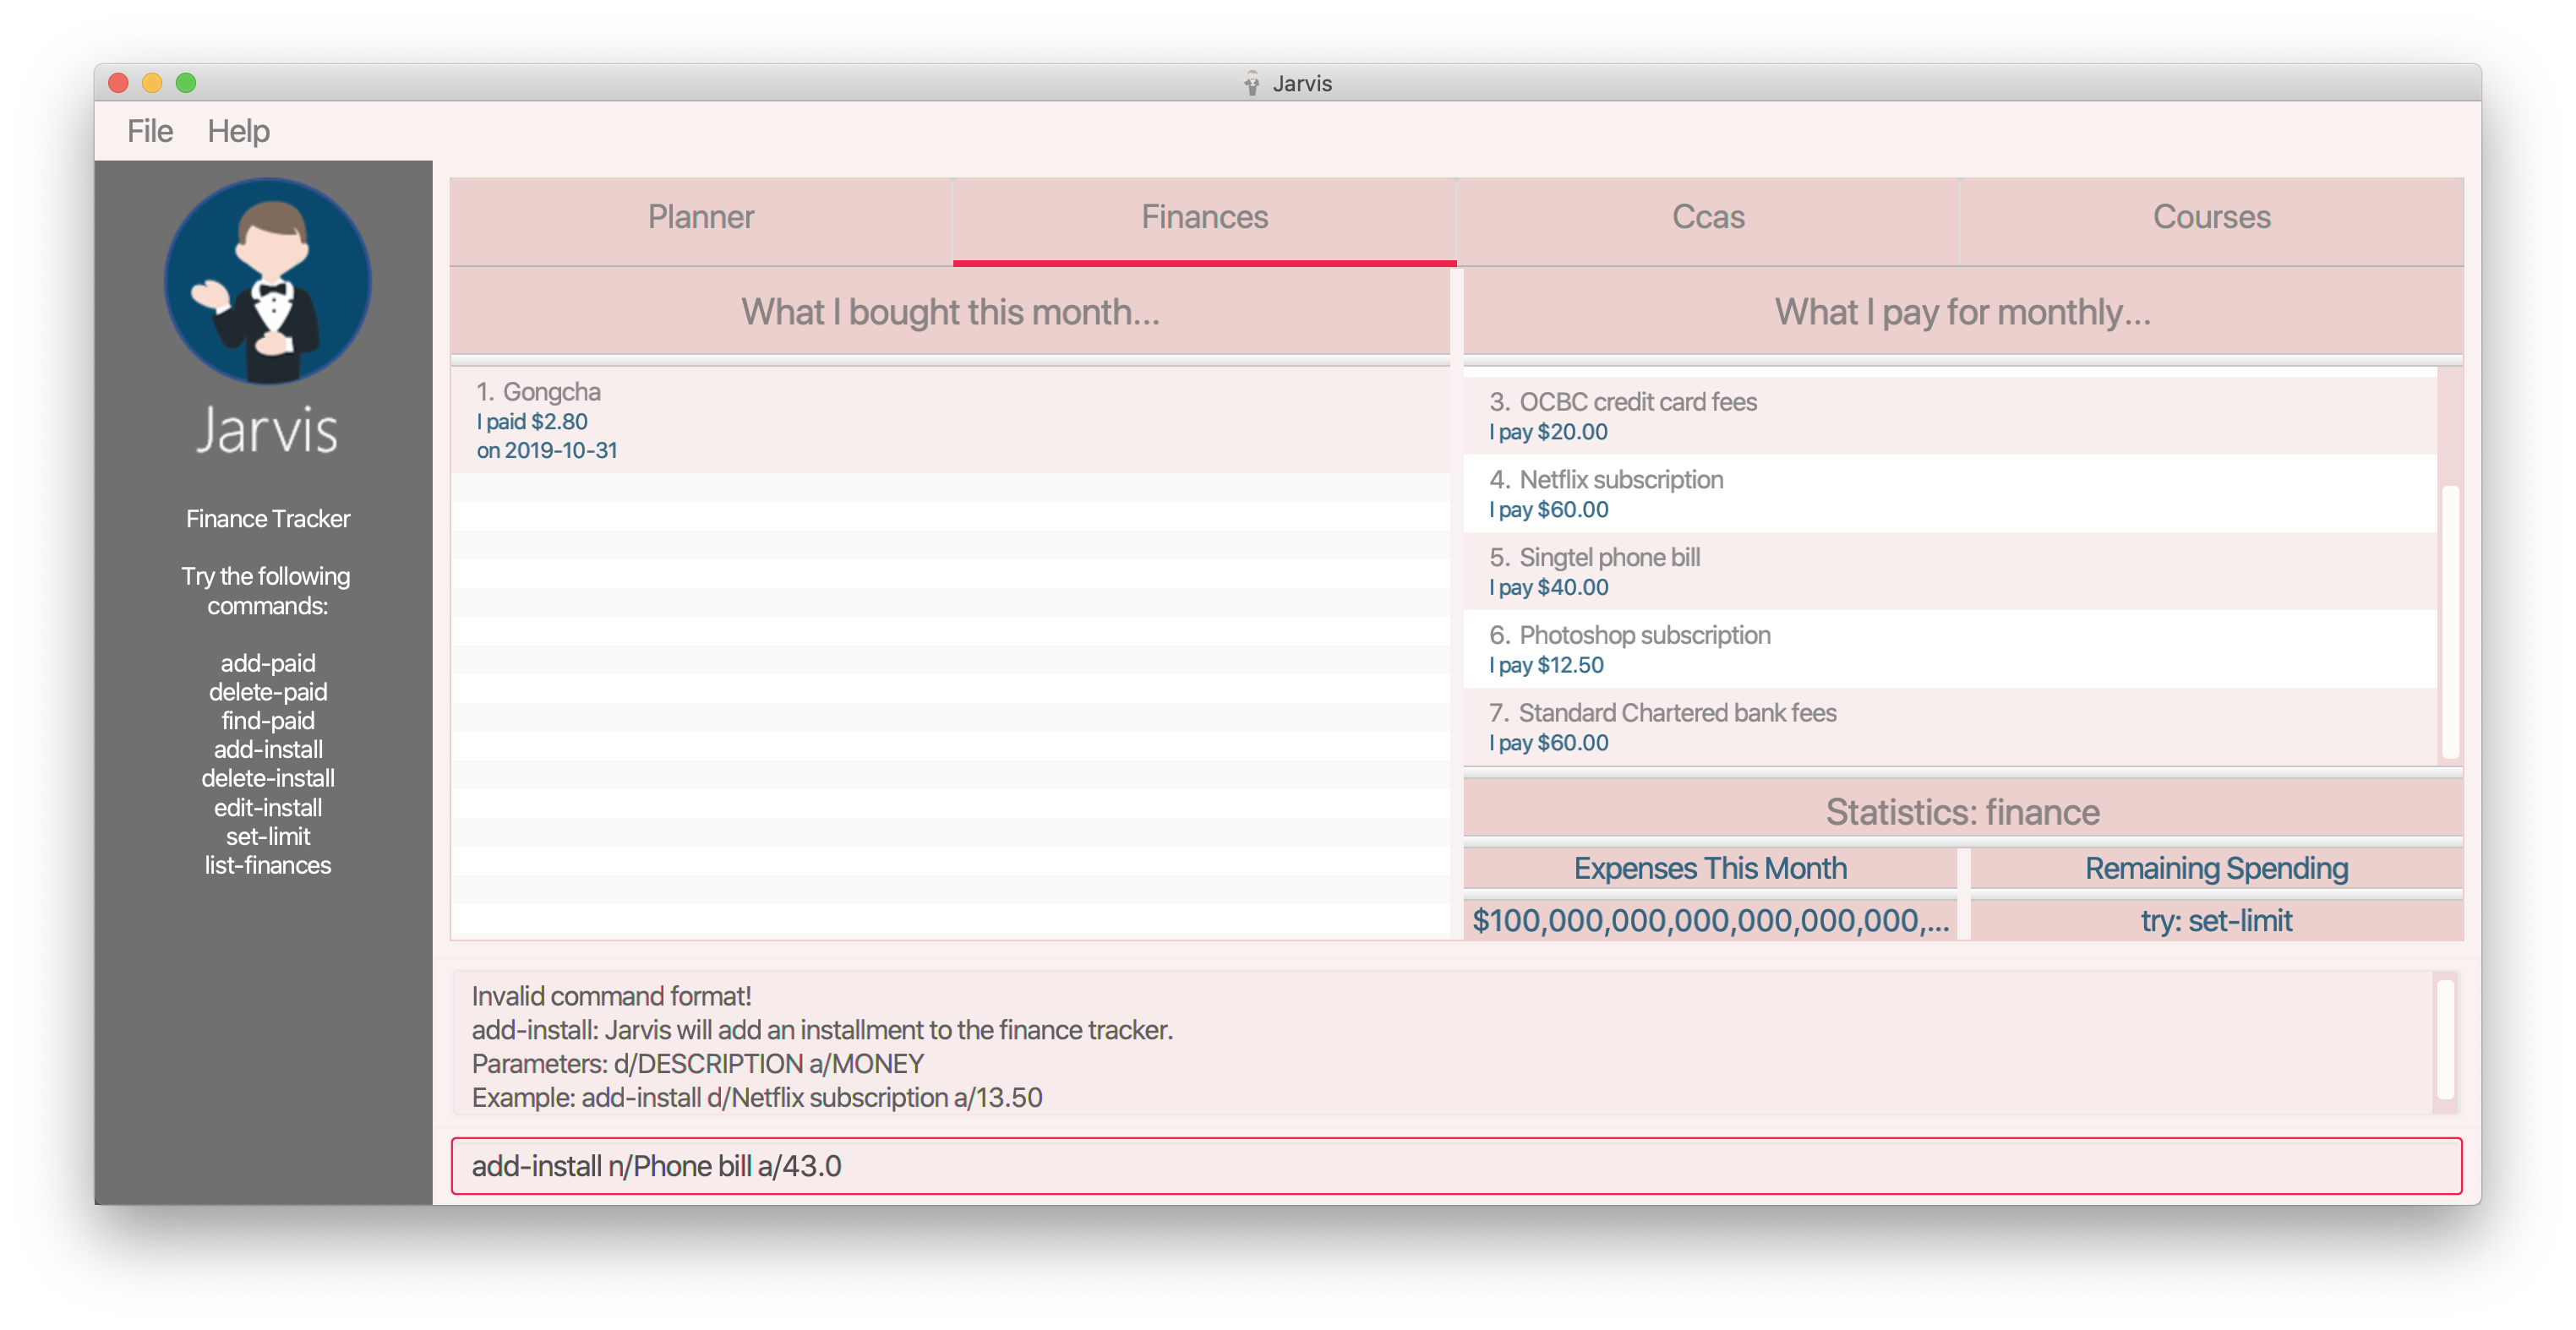 Jarvis
File Help
Jarvis
Finance Tracker
Try the following
commands:
add-paid
delete-paid
find-paid
add-install
delete-install
edit-install
set-limit
list-finances
Planner Finances Ccas Courses
What I bought this month...
1. Gongcha
I paid $2.80
on 2019-10-31
What I pay for monthly...
3. OCBC credit card fees
I pay $20.00
4. Netflix subscription
I pay $60.00
5. Singtel phone bill
I pay $40.00
6. Photoshop subscription
I pay $12.50
7. Standard Chartered bank fees
I pay $60.00
Statistics: finance
Expenses This Month Remaining Spending
$100,000,000,000,000,000,000,... try: set-limit
Invalid command format!
add-install: Jarvis will add an installment to the finance tracker.
Parameters: d/DESCRIPTION a/MONEY
Example: add-install d/Netflix subscription a/13.50
add-install n/Phone bill a/43.0